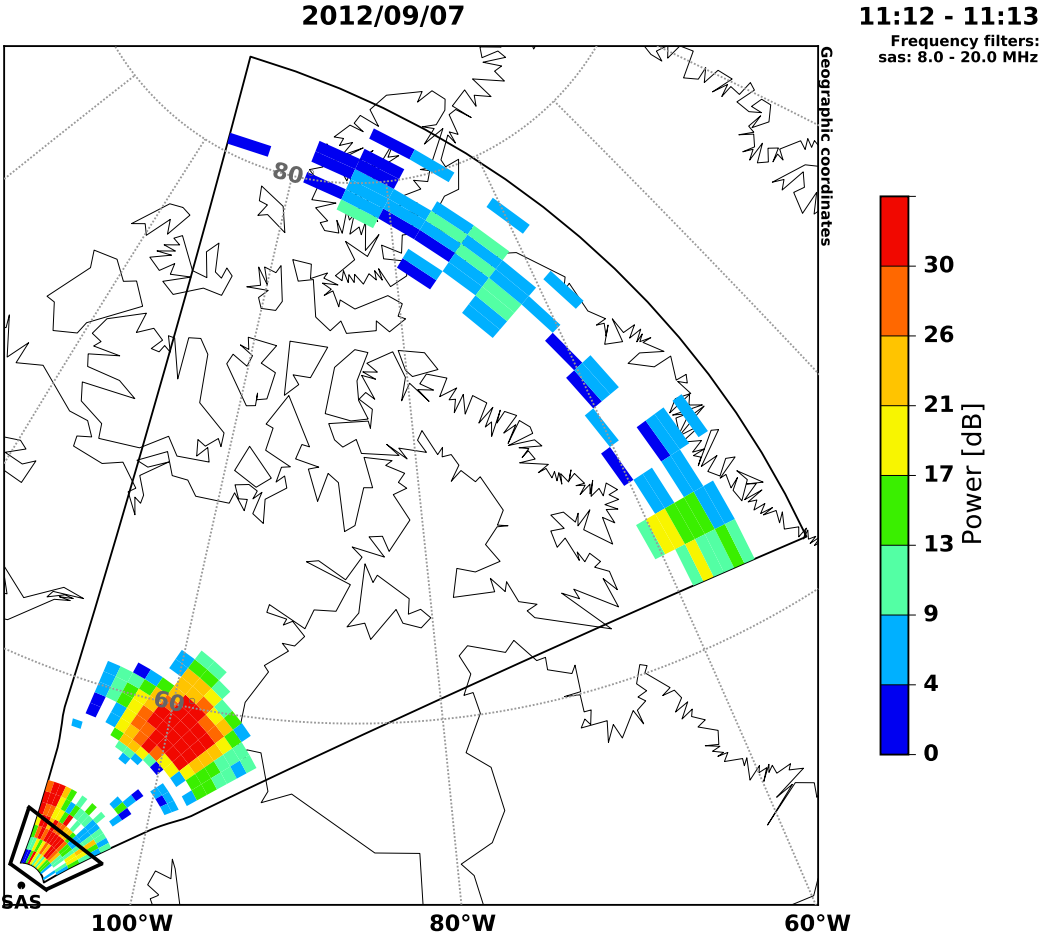 2012/09/07
11:12 - 11:13
Frequency filters:
sas: 8.0 - 20.0 MHz
Geographic coordinates
80
60
SAS
100°W
80°W
60°W
30
26
21
17
13
9
4
0
Power [dB]